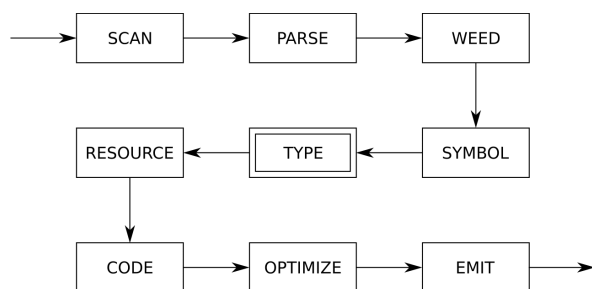 SCAN
PARSE
WEED
SYMBOL
TYPE
RESOURCE
CODE
OPTIMIZE
EMIT